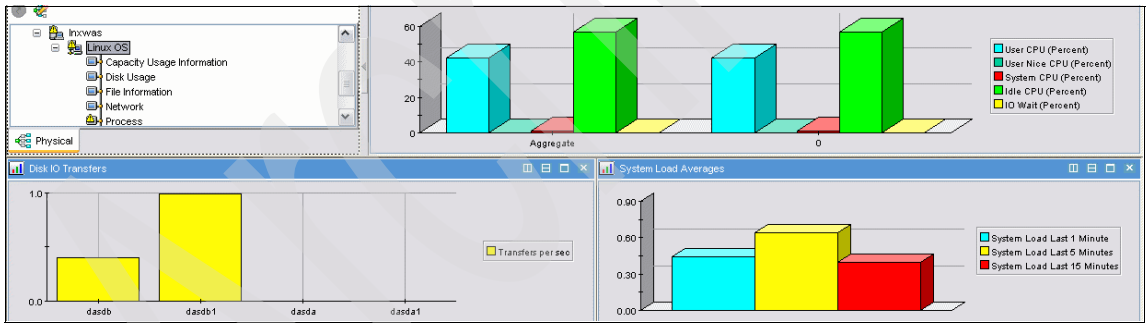 lnxwas
Linux OS
Capacity Usage Information
Disk Usage
File Information
Network
Process
Physical
60
40
20
0
Aggregate
0
User CPU (Percent)
User Nice CPU (Percent)
System CPU (Percent)
Idle CPU (Percent)
IO Wait (Percent)
Disk IO Transfers
1.0
0.0
dasdb
dasdb1
dasda
dasda1
Transfers per sec
System Load Averages
0.90
0.60
0.30
0.00
System Load Last 1 Minute
System Load Last 5 Minutes
System Load Last 15 Minutes